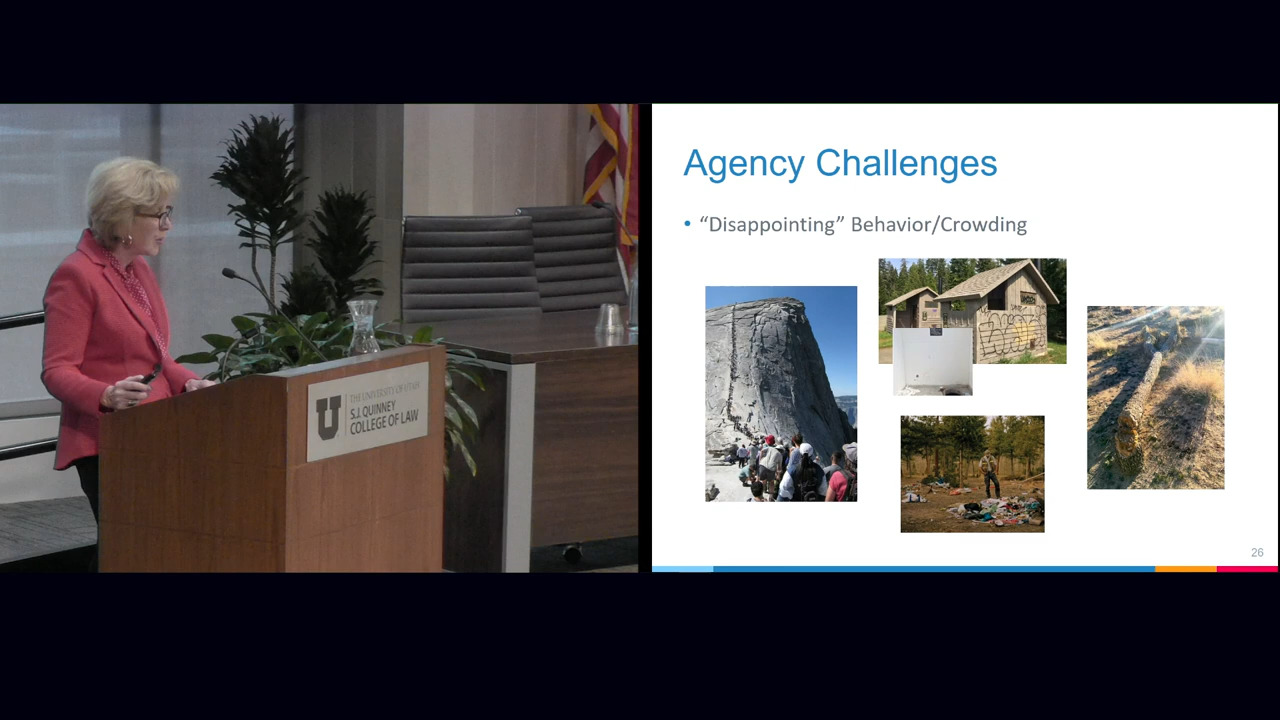 Agency Challenges
• “Disappointing” Behavior/Crowding
THE UNIVERSITY OF UTAH
S.J. QUINNEY
COLLEGE OF LAW
U
26